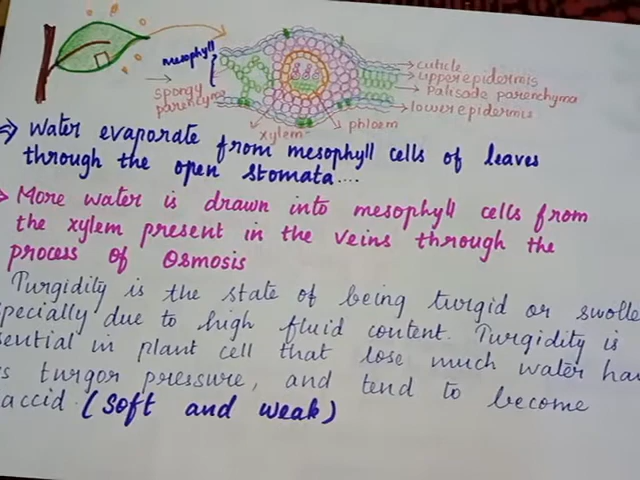 mesophyll
cuticle
upper epidermis
Palisade parenchyma
lower epidermis
spongy
parenchyma
xylem
phloem
⇒ Water evaporate from mesophyll cells of leaves
through the open stomata....
More water is drawn into mesophyll cells from
the xylem present in the veins through the
process of Osmosis
Turgidity is the state of being turgid or swolle
pecially due to high fluid content. Turgidity is
sential in plant cell that lose much water hav
s turgor pressure, and tend to become
accid. (Soft and weak)